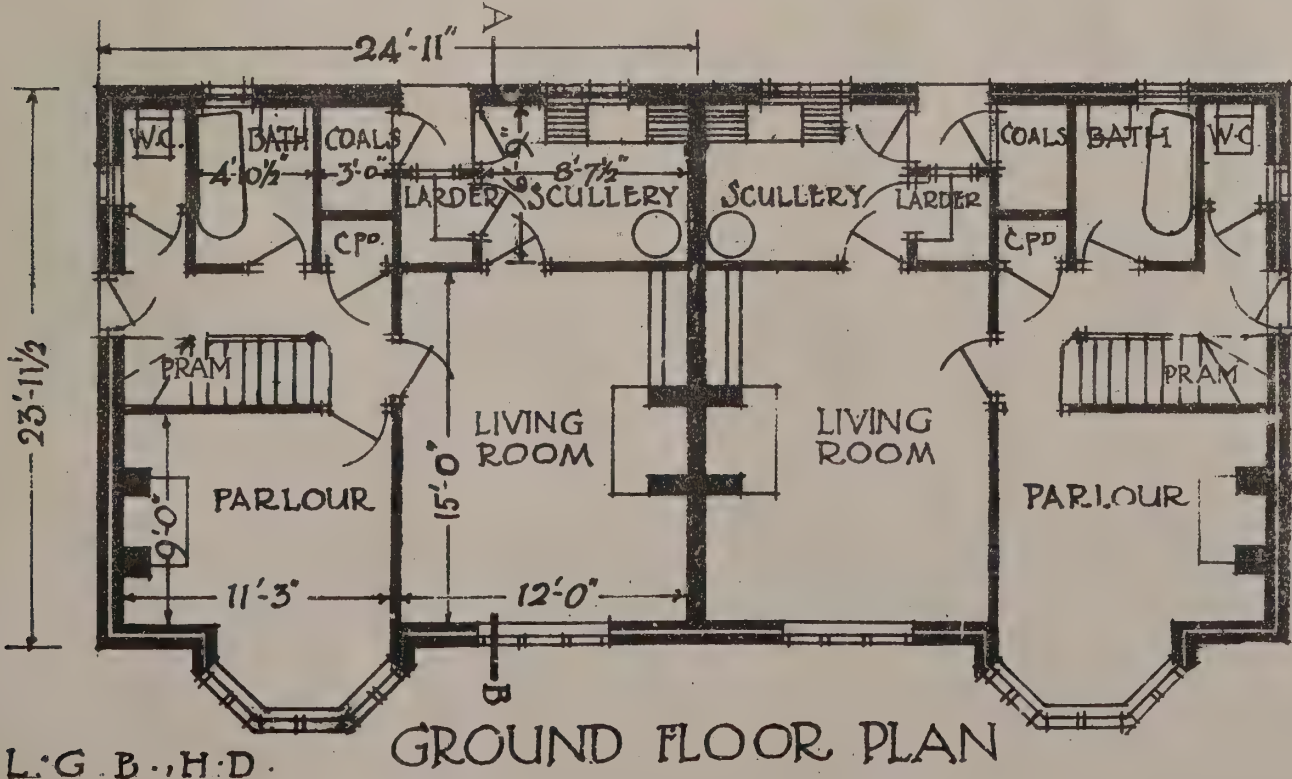 A
24'-11"
W.C. BATH COALS
4'-10½" 3'-0" 8'-7½"
LARDER SCULLERY SCULLERY LARDER
COALS BATH W.C
CPD. CPD
23'-11½
PRAM PRAM
LIVING
ROOM
LIVING
ROOM
15'-0"
PARLOUR PARLOUR
9'-0"
11'-3" 12'-0"
B
GROUND FLOOR PLAN
L.G.B., H.D.